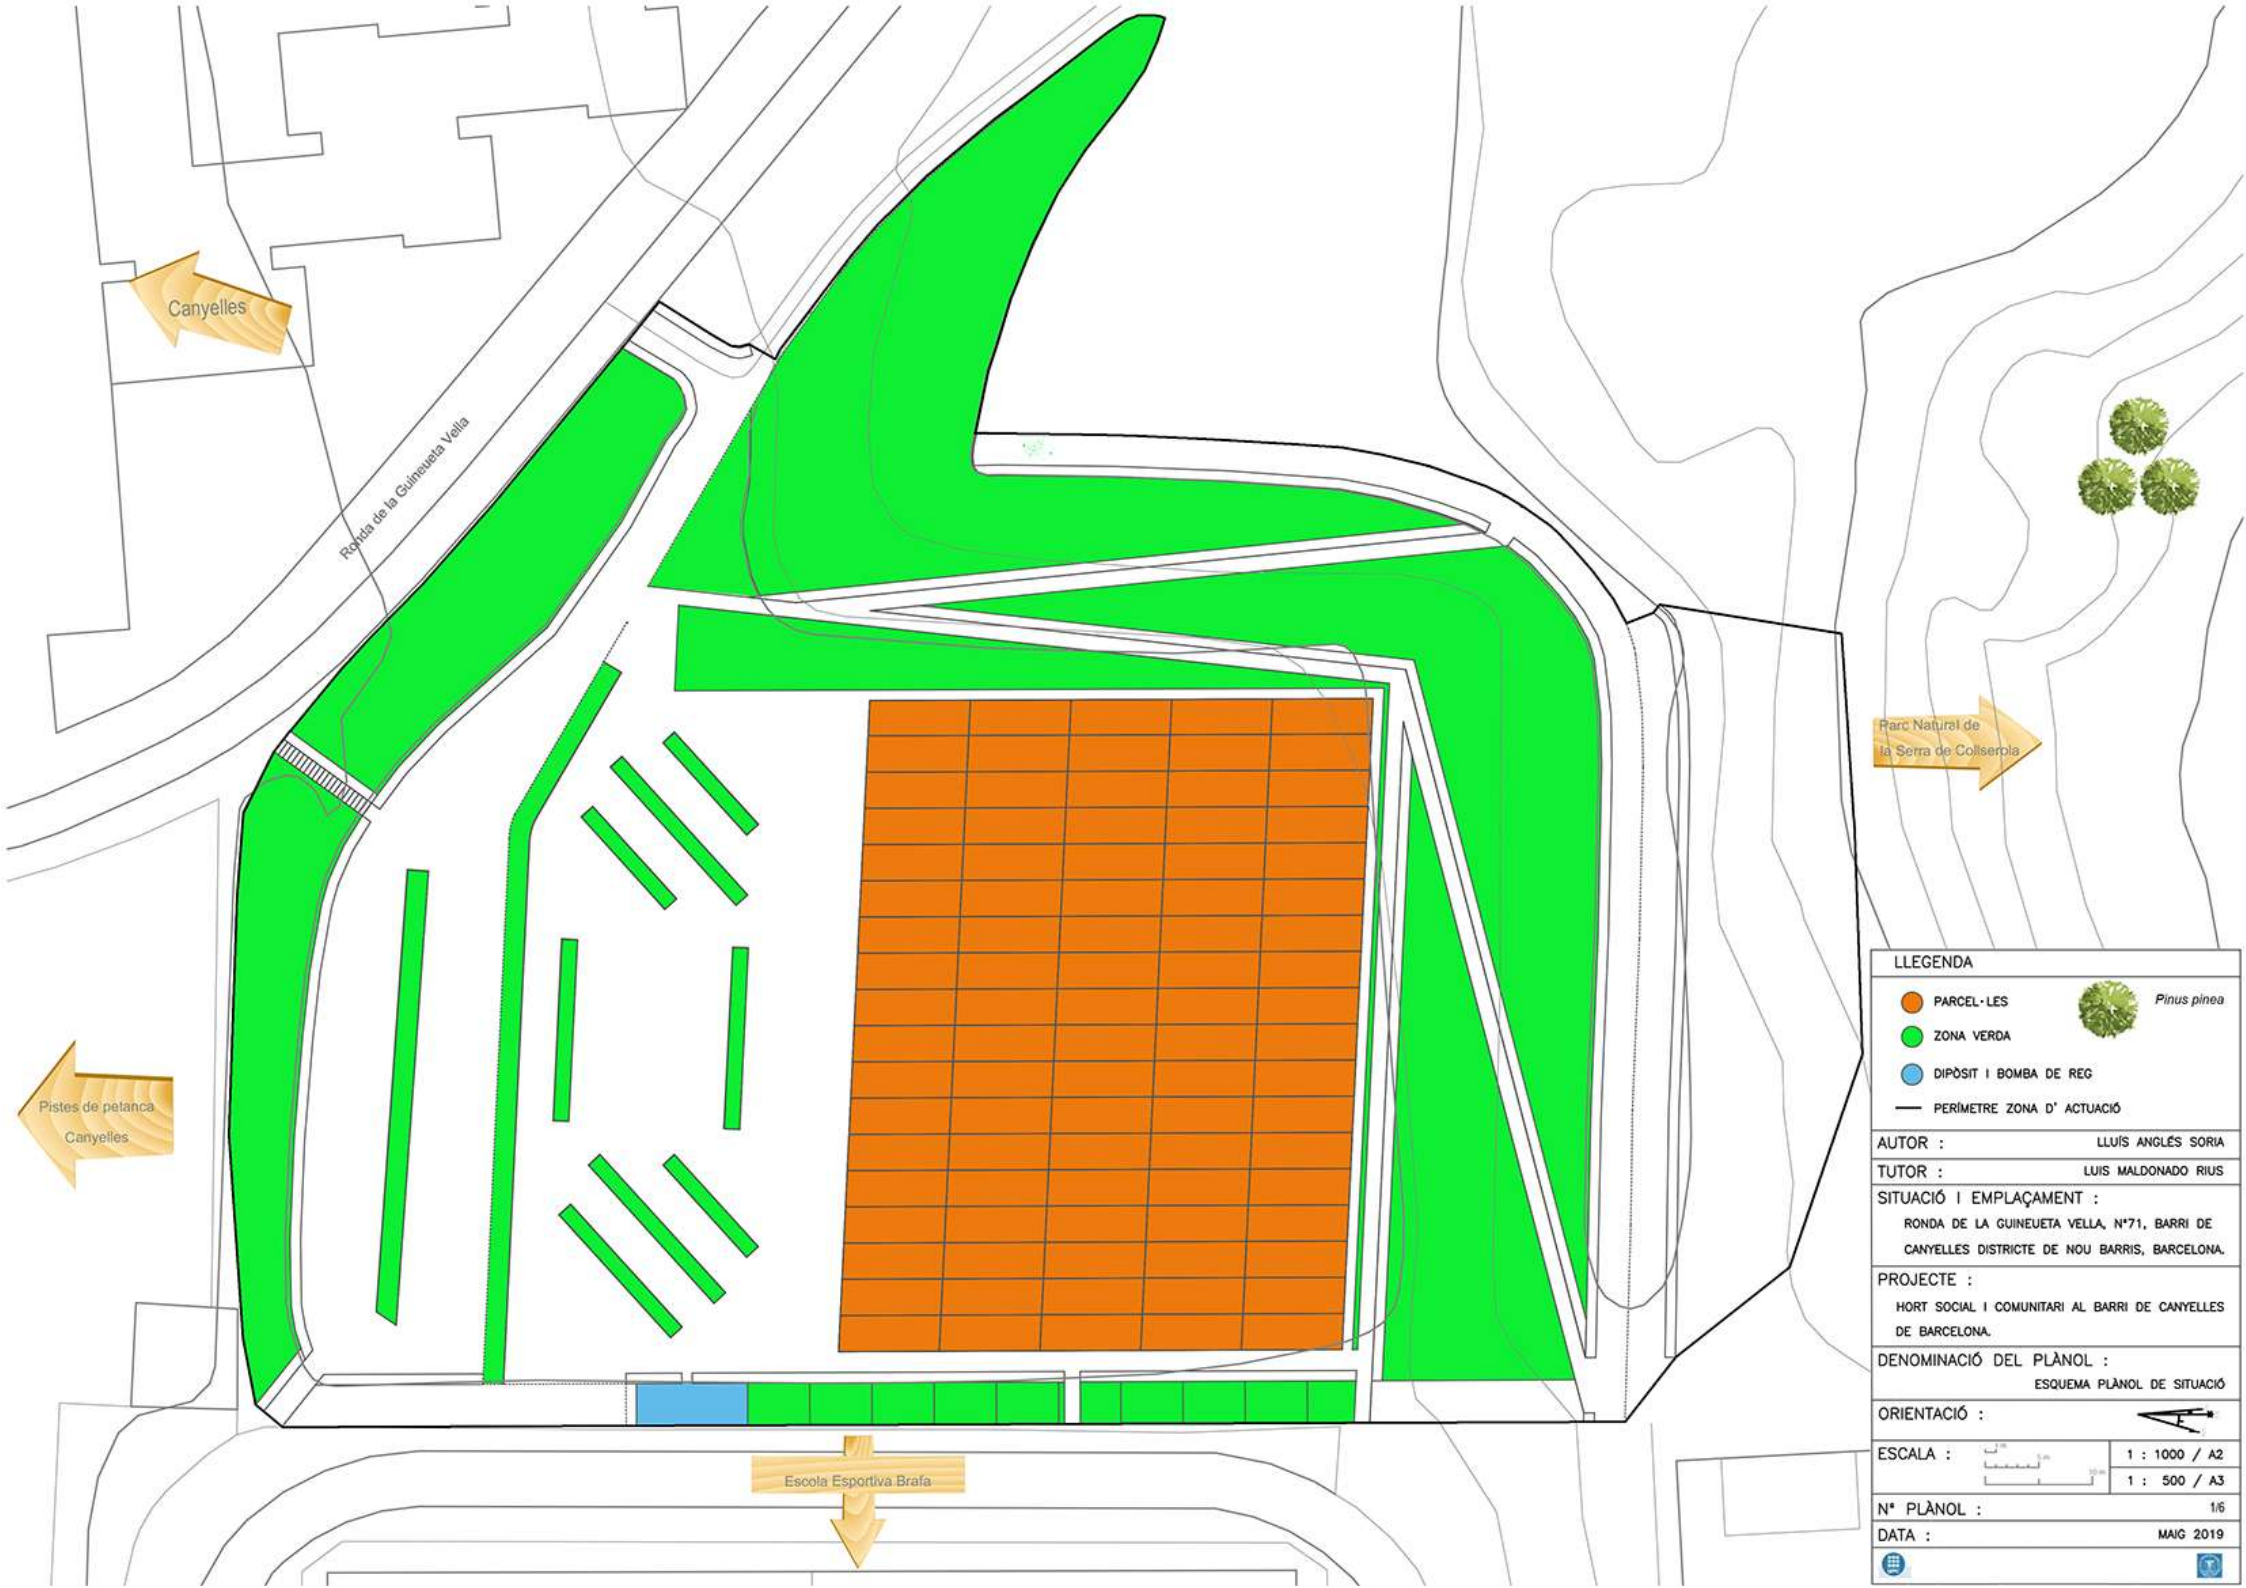 Canyelles
Ronda de la Guineueta Vella
Parc Natural de
la Serra de Collserola
Pistes de petanca
Canyelles
Escola Esportiva Brafa
LLEGENDA
PARCEL·LES
Pinus pinea
ZONA VERDA
DIPÒSIT I BOMBA DE REG
PERÍMETRE ZONA D' ACTUACIÓ
AUTOR : LLUÍS ANGLÈS SORIA
TUTOR : LUIS MALDONADO RIUS
SITUACIÓ I EMPLAÇAMENT :
RONDA DE LA GUINEUETA VELLA, Nº71, BARRI DE
CANYELLES DISTRICTE DE NOU BARRIS, BARCELONA.
PROJECTE :
HORT SOCIAL I COMUNITARI AL BARRI DE CANYELLES
DE BARCELONA.
DENOMINACIÓ DEL PLÀNOL :
ESQUEMA PLÀNOL DE SITUACIÓ
ORIENTACIÓ :
ESCALA : 1 m 5 m 10 m 1 : 1000 / A2
1 : 500 / A3
Nº PLÀNOL : 1/6
DATA : MAIG 2019